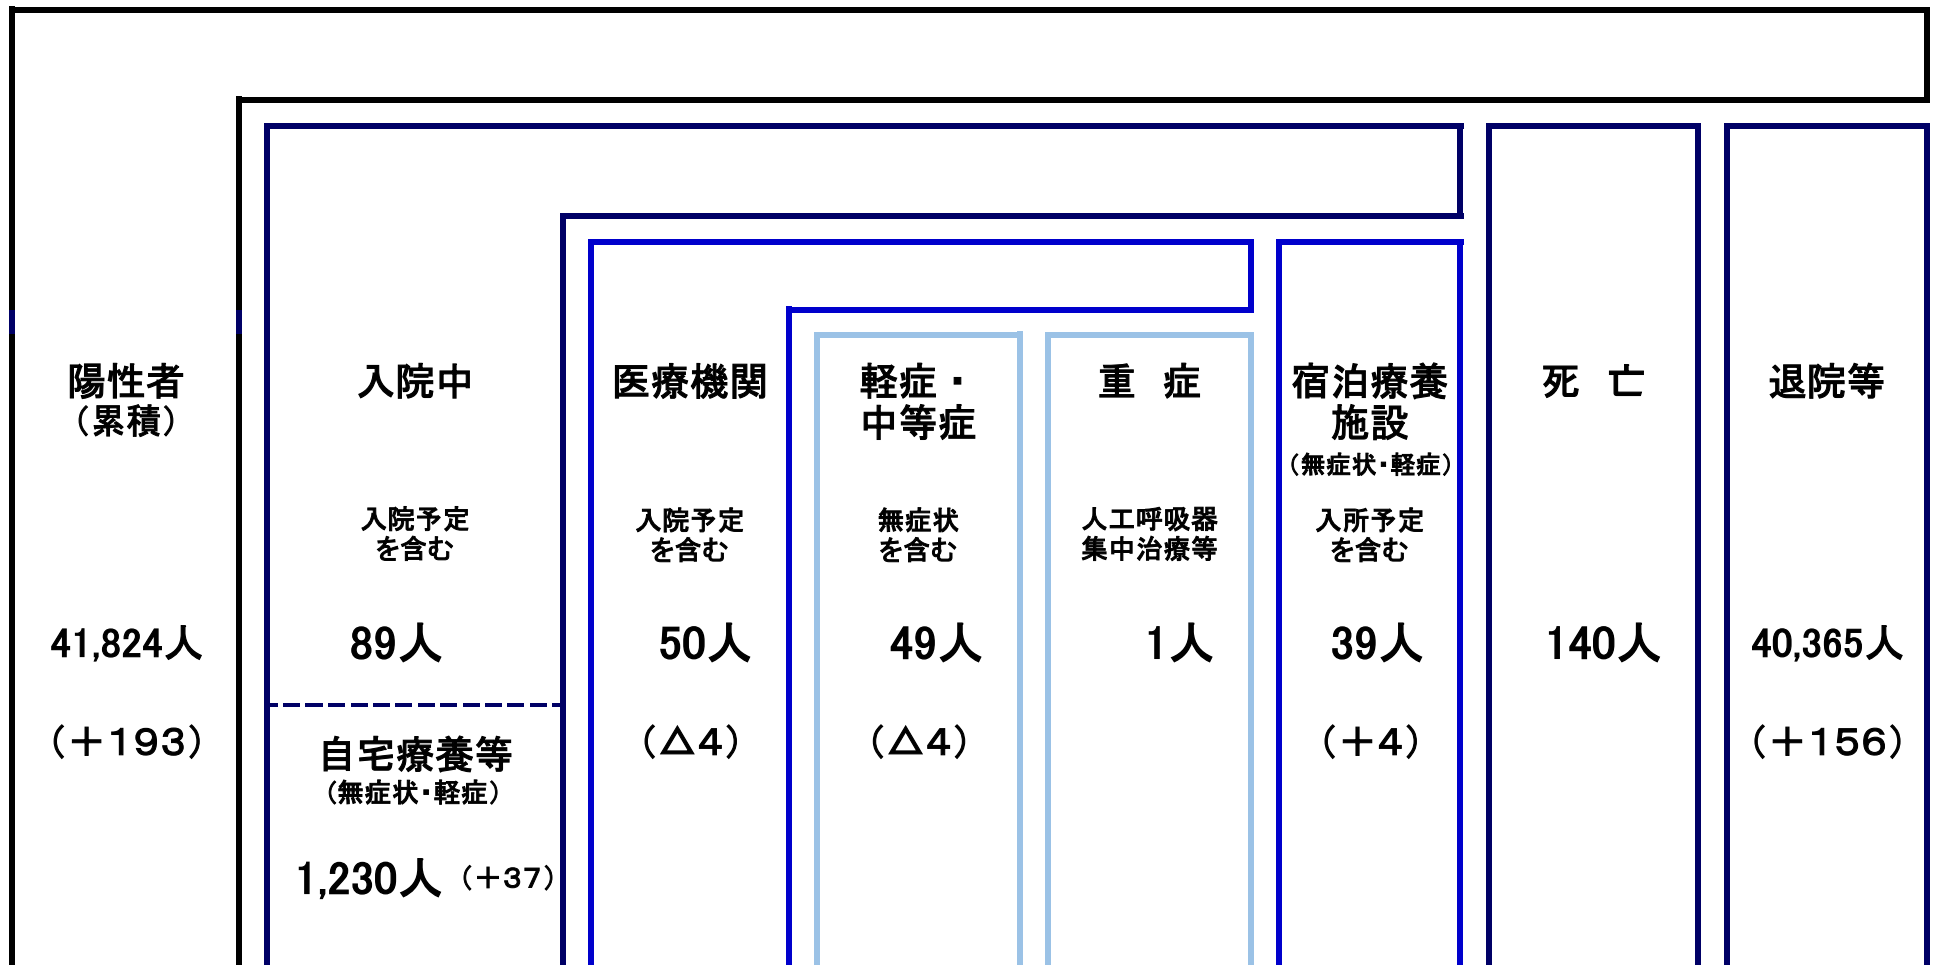 陽性者
（累積）
41,824人
（＋193）
入院中
入院予定
を含む
89人
自宅療養等
（無症状・軽症）
1,230人（＋37）
医療機関
入院予定
を含む
50人
（△4）
軽症・
中等症
無症状
を含む
49人
（△4）
重　症
人工呼吸器
集中治療等
1人
宿泊療養
施設
（無症状・軽症）
入所予定
を含む
39人
（＋4）
死　亡
140人
退院等
40,365人
（＋156）